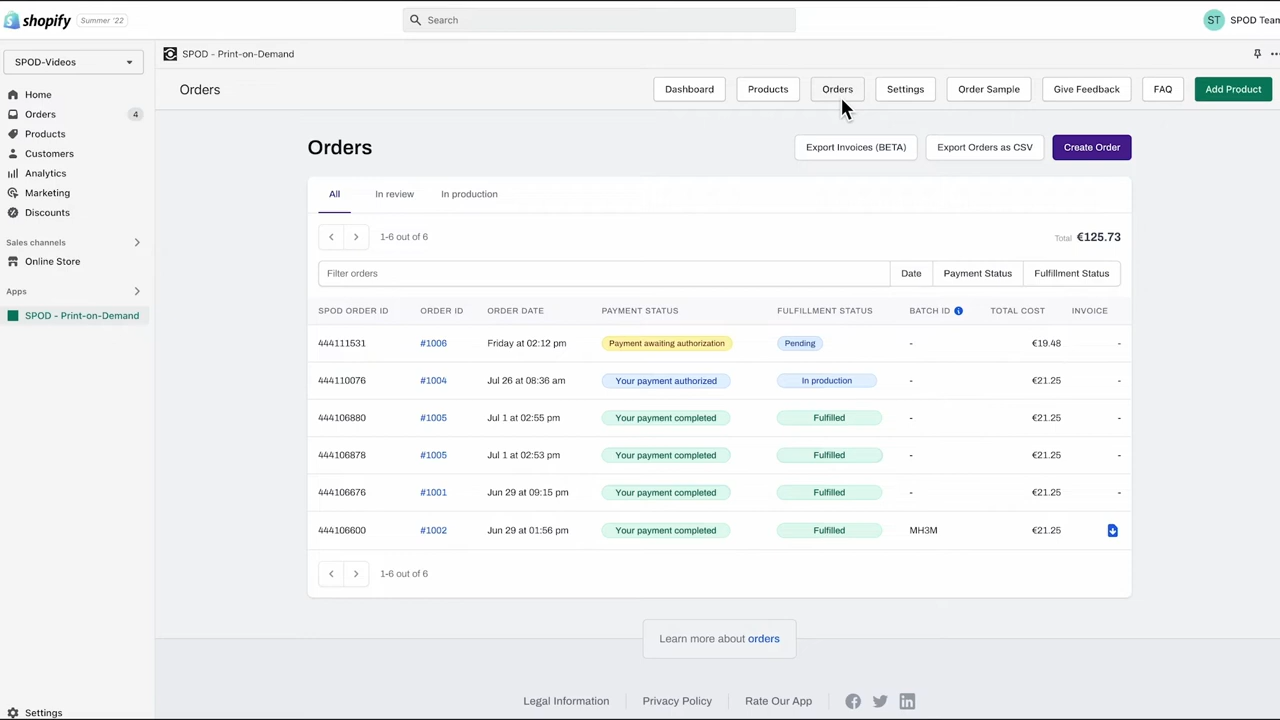 shopify Summer '22 Search ST SPOD Team
SPOD-Videos
SPOD - Print-on-Demand
Home
Orders 4
Products
Customers
Analytics
Marketing
Discounts
Sales channels
Online Store
Apps
SPOD - Print-on-Demand
Settings
Orders Dashboard Products Orders Settings Order Sample Give Feedback FAQ Add Product
Orders Export Invoices (BETA) Export Orders as CSV Create Order
All In review In production
1-6 out of 6 Total €125.73
Filter orders Date Payment Status Fulfillment Status
SPOD ORDER ID ORDER ID ORDER DATE PAYMENT STATUS FULFILLMENT STATUS BATCH ID TOTAL COST INVOICE
444111531 #1006 Friday at 02:12 pm Payment awaiting authorization Pending - €19.48 -
444110076 #1004 Jul 26 at 08:36 am Your payment authorized In production - €21.25 -
444106880 #1005 Jul 1 at 02:55 pm Your payment completed Fulfilled - €21.25 -
444106878 #1005 Jul 1 at 02:53 pm Your payment completed Fulfilled - €21.25 -
444106676 #1001 Jun 29 at 09:15 pm Your payment completed Fulfilled - €21.25 -
444106600 #1002 Jun 29 at 01:56 pm Your payment completed Fulfilled MH3M €21.25
1-6 out of 6
Learn more about orders
Legal Information Privacy Policy Rate Our App